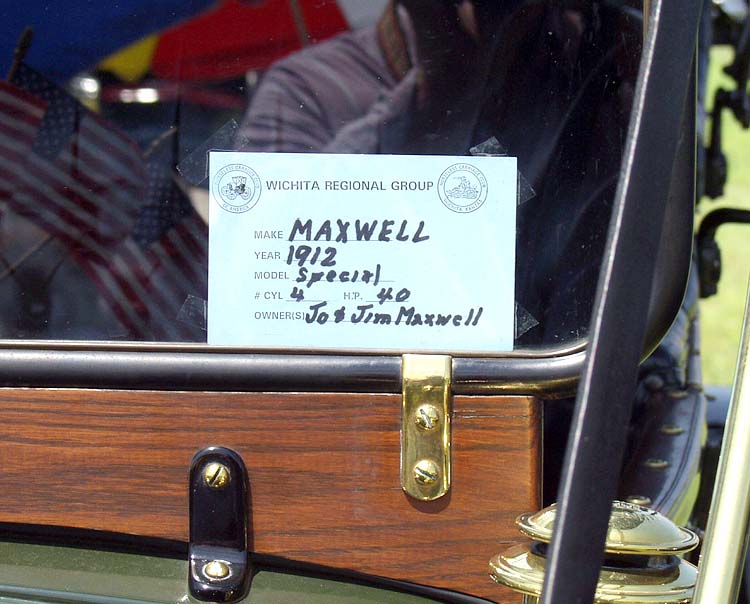 WICHITA REGIONAL GROUP
MAKE MAXWELL
YEAR 1912
MODEL Special
# CYL 4 H.P. 40
OWNER(S) Jo & Jim Maxwell